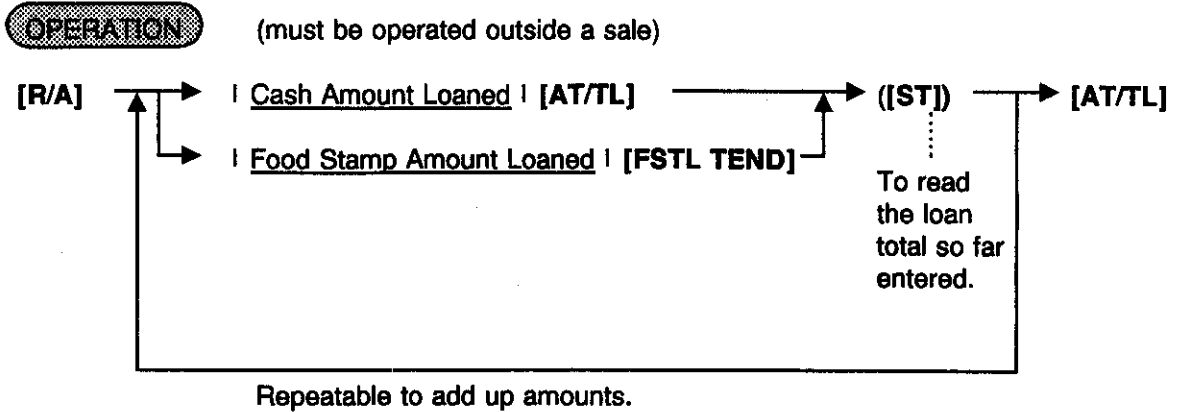 OPERATION (must be operated outside a sale)
[R/A] | Cash Amount Loaned | [AT/TL] ([ST]) [AT/TL]
| Food Stamp Amount Loaned | [FSTL TEND]
To read
the loan
total so far
entered.
Repeatable to add up amounts.